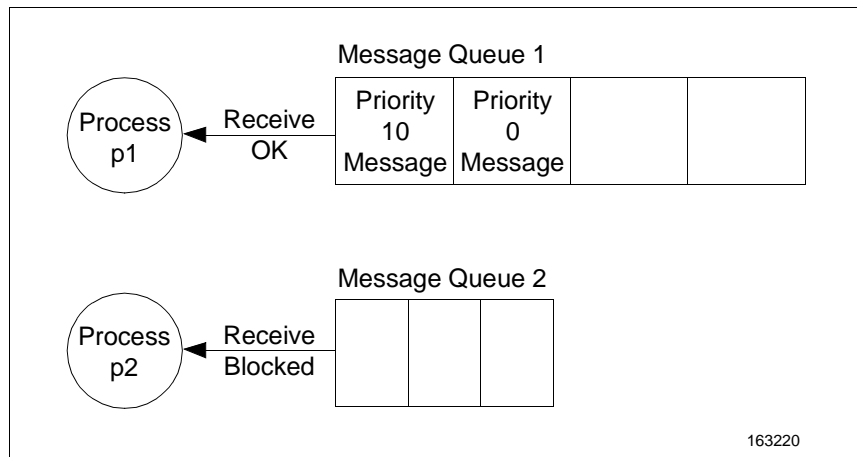 Message Queue 1
Process
p1
Receive
OK
Priority
10
Message
Priority
0
Message
Message Queue 2
Process
p2
Receive
Blocked
163220